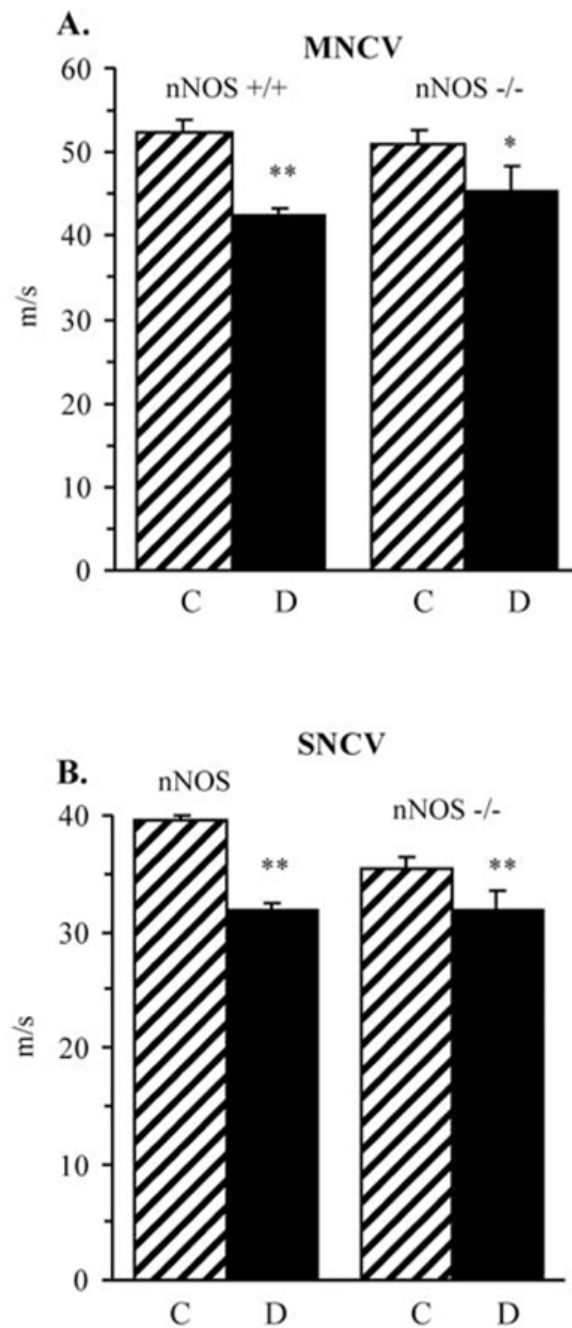 A.
MNCV
60
nNOS +/+ nNOS -/-
50
** *
40
m/s
30
20
10
0
C D C D
SNCV
B.
nNOS
nNOS -/-
40
** **
30
m/s
20
10
0
C D C D